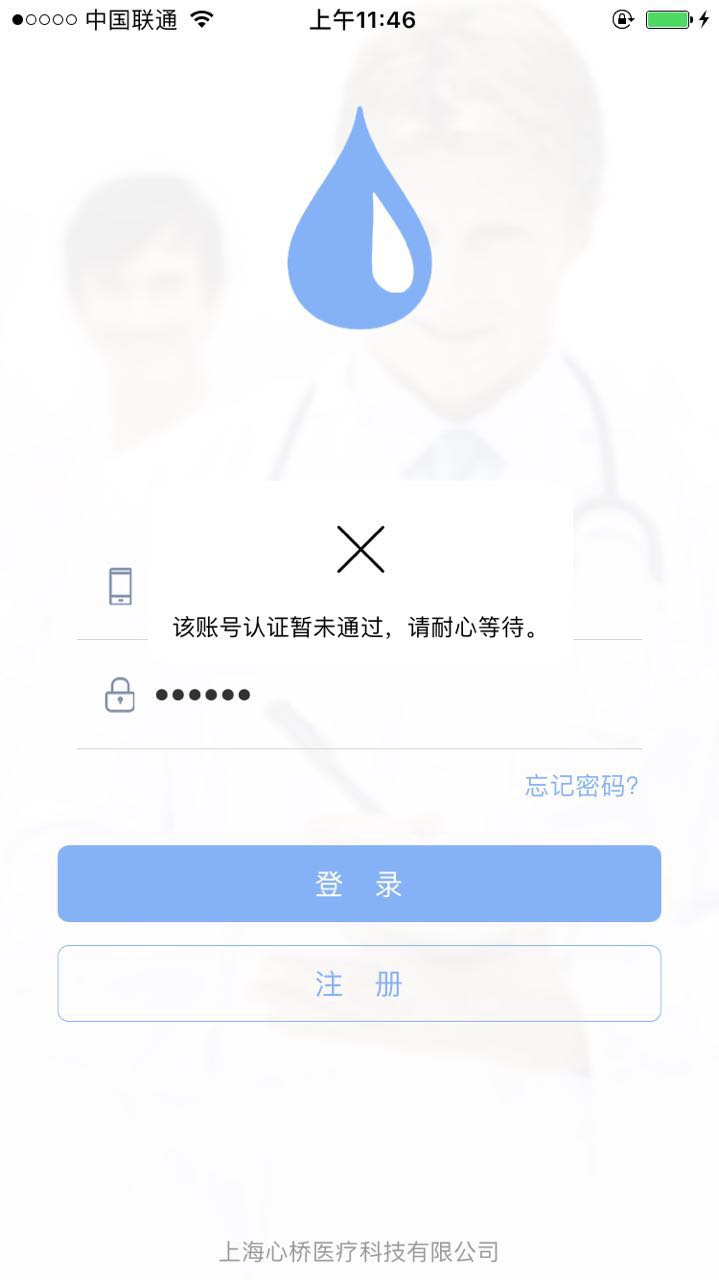 中国联通 上午11:46
该账号认证暂未通过，请耐心等待。
••••••
忘记密码?
登 录
注 册
上海心桥医疗科技有限公司